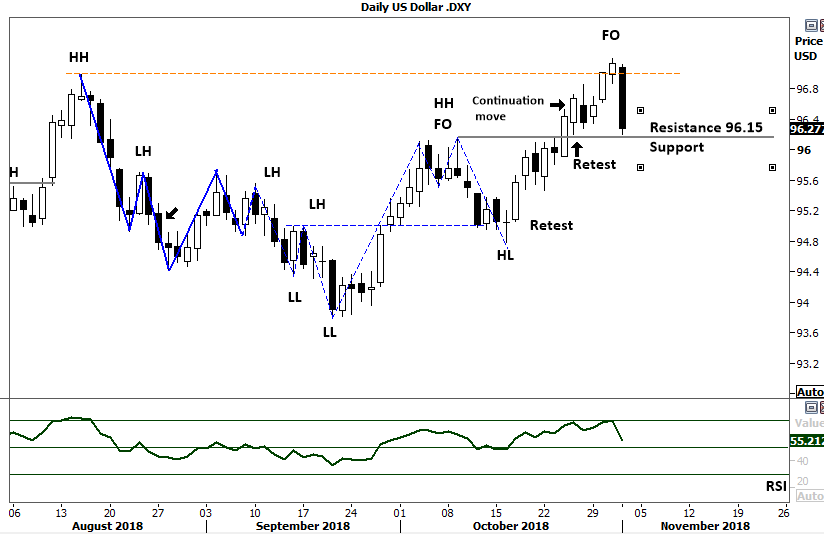 Daily US Dollar .DXY
FO
Price
HH
USD
96.8
HH
Continuation
move
96.4
FO
Resistance 96.15
96.27
Support
96
LH
Retest
H
LH
95.6
LH
Retest
95.2
HL
94.8
LL
94.4
LL
94
93.6
93.2
Auto
Value
55.212
40
20
RSI
Auto
06 13 20 27 03 10 17 24 01 08 15 22 29 05 12 19 26
August 2018 September 2018 October 2018 November 2018